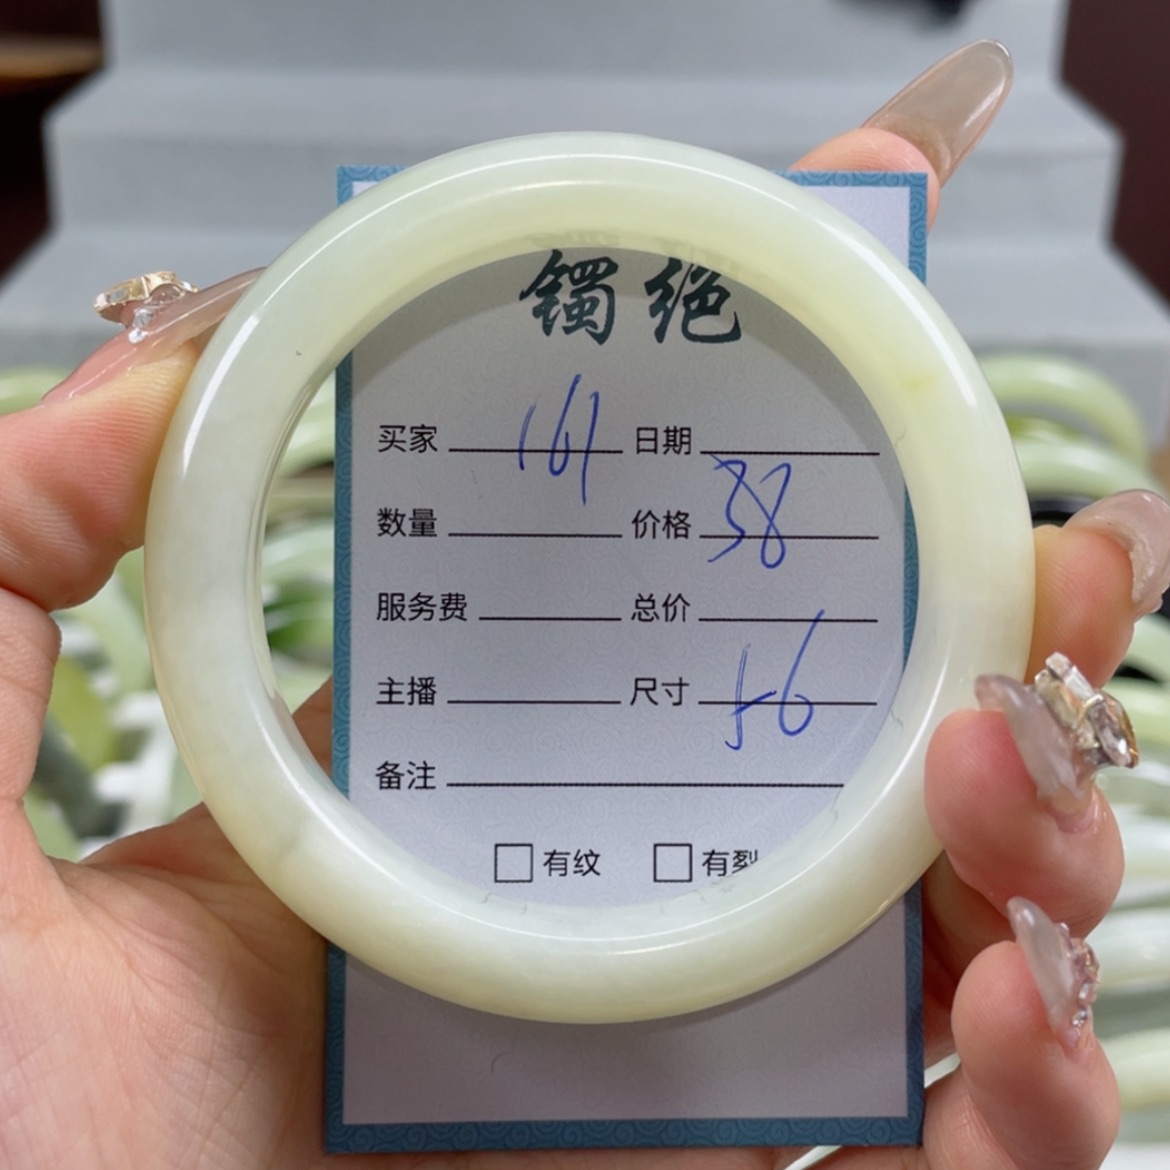 镯绝
买家 161 日期
数量 价格 38
服务费 总价
主播 尺寸 56
备注
有纹 有裂